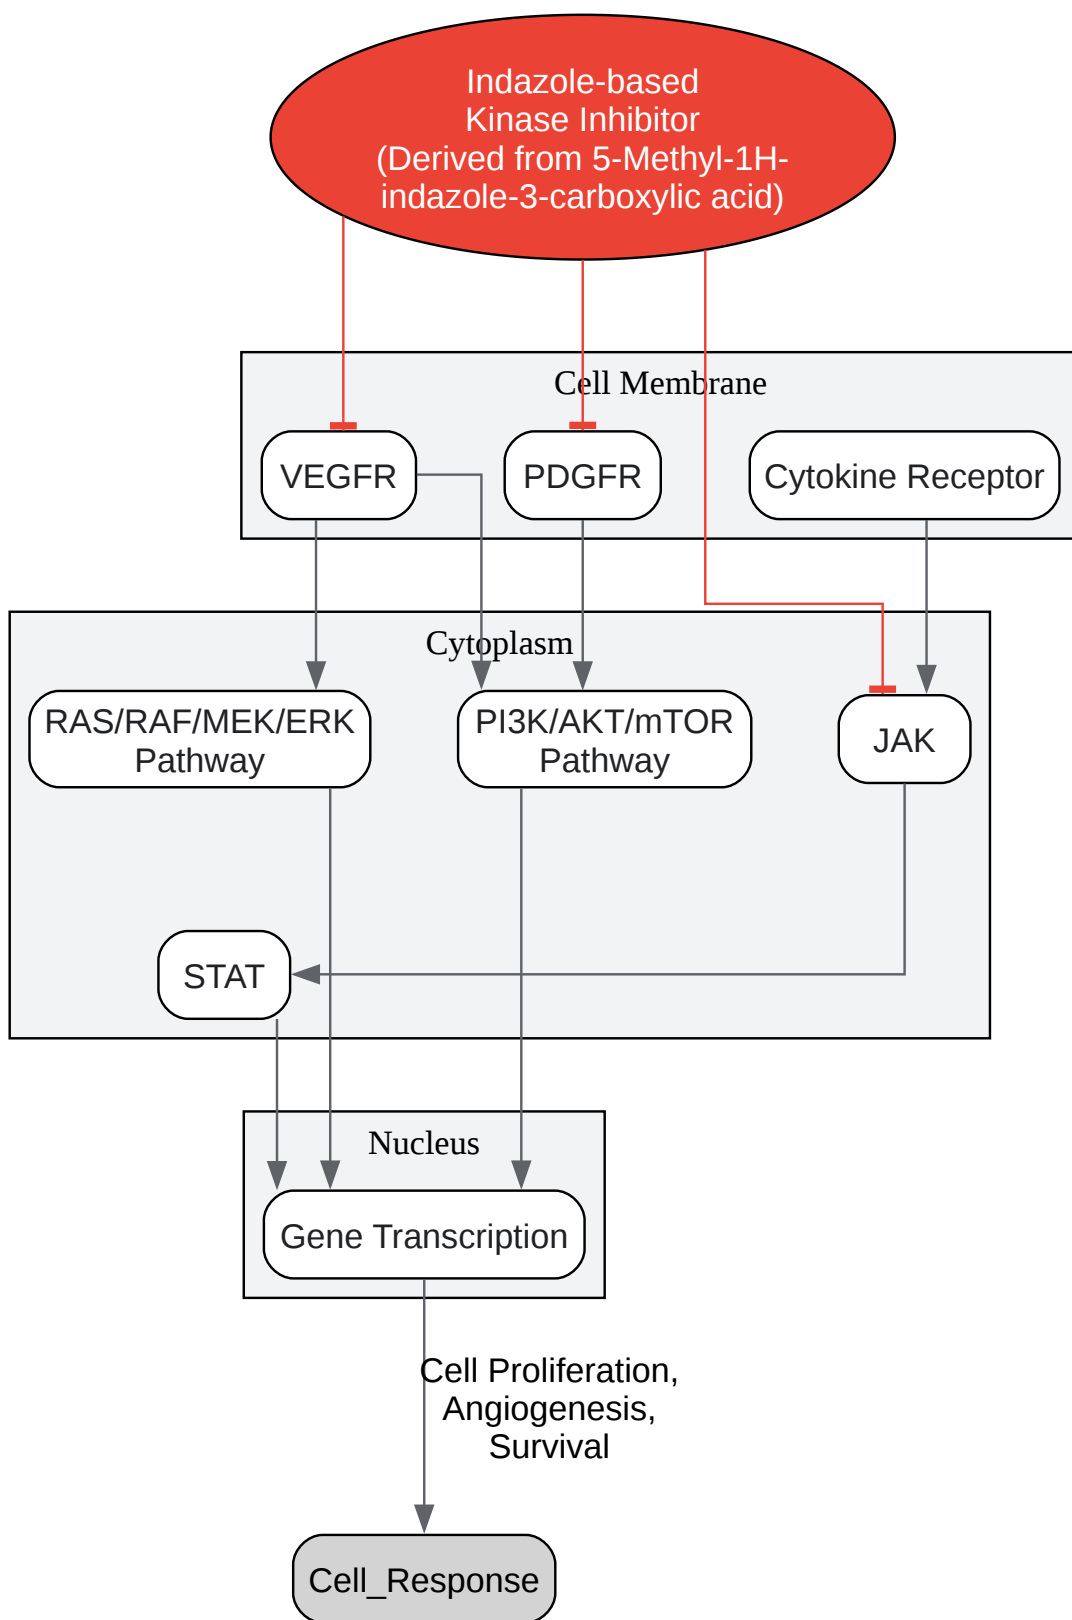 Indazole-based
Kinase Inhibitor
(Derived from 5-Methyl-1H-
indazole-3-carboxylic acid)
Cell Membrane
VEGFR
PDGFR
Cytokine Receptor
Cytoplasm
RAS/RAF/MEK/ERK
Pathway
PI3K/AKT/mTOR
Pathway
JAK
STAT
Nucleus
Gene Transcription
Cell Proliferation,
Angiogenesis,
Survival
Cell_Response